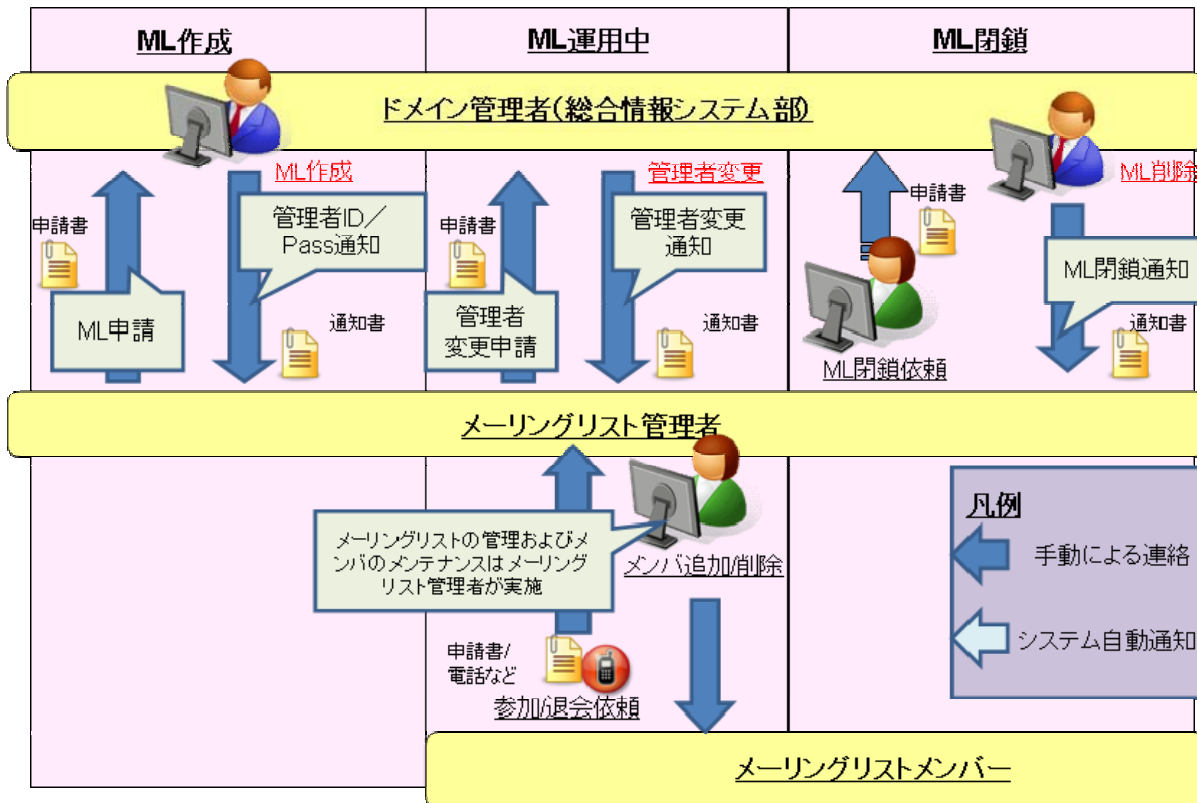 ML作成
ML運用中
ML閉鎖
ドメイン管理者(総合情報システム部)
ML作成
管理者変更
ML削除
申請書
管理者ID/
Pass通知
申請書
管理者変更
通知
申請書
ML閉鎖通知
ML申請
通知書
管理者
変更申請
通知書
ML閉鎖依頼
通知書
メーリングリスト管理者
メーリングリストの管理およびメ
ンバのメンテナンスはメーリング
リスト管理者が実施
メンバ追加/削除
申請書/
電話など
参加/退会依頼
凡例
手動による連絡
システム自動通知
メーリングリストメンバー